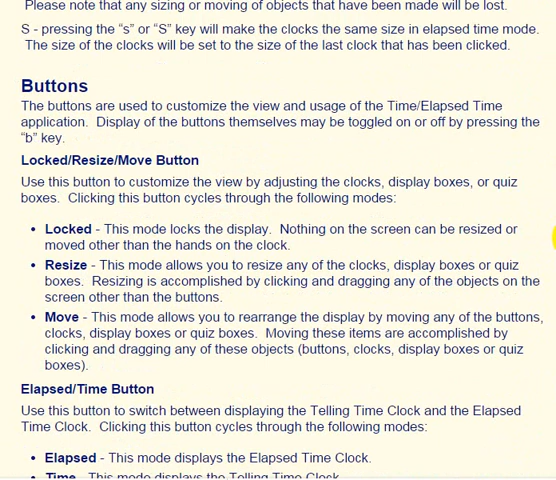 Please note that any sizing or moving of objects that have been made will be lost.
S - pressing the “s” or “S” key will make the clocks the same size in elapsed time mode.
The size of the clocks will be set to the size of the last clock that has been clicked.
Buttons
The buttons are used to customize the view and usage of the Time/Elapsed Time
application.  Display of the buttons themselves may be toggled on or off by pressing the
“b” key.
Locked/Resize/Move Button
Use this button to customize the view by adjusting the clocks, display boxes, or quiz
boxes.  Clicking this button cycles through the following modes:
• Locked - This mode locks the display.  Nothing on the screen can be resized or
moved other than the hands on the clock.
• Resize - This mode allows you to resize any of the clocks, display boxes or quiz
boxes.  Resizing is accomplished by clicking and dragging any of the objects on the
screen other than the buttons.
• Move - This mode allows you to rearrange the display by moving any of the buttons,
clocks, display boxes or quiz boxes.  Moving these items are accomplished by
clicking and dragging any of these objects (buttons, clocks, display boxes or quiz
boxes).
Elapsed/Time Button
Use this button to switch between displaying the Telling Time Clock and the Elapsed
Time Clock.  Clicking this button cycles through the following modes:
• Elapsed - This mode displays the Elapsed Clock.
• Time - This mode displays the Telling Time Clock.